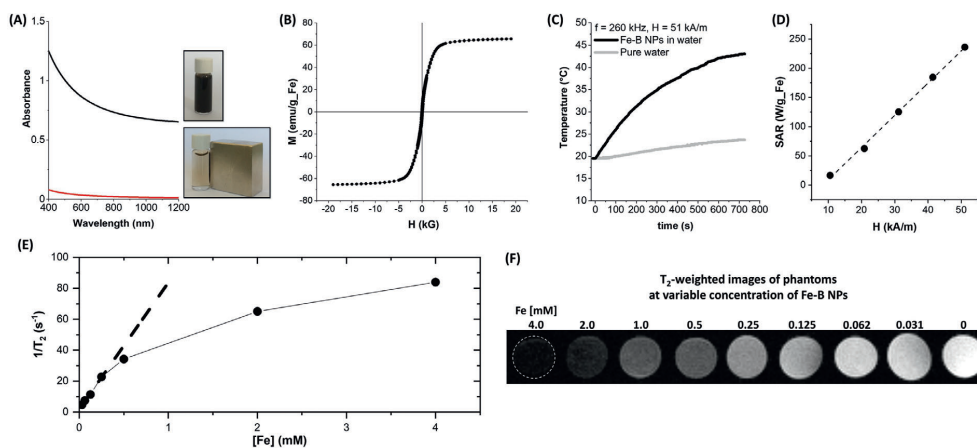 (A)
1.5
1
0.5
0
400 600 800 1000 1200
Absorbance
Wavelength (nm)
(B)
80
60
40
20
0
-20
-40
-60
-80
-20 -15 -10 -5 0 5 10 15 20
M (emu/g_Fe)
H (kG)
(C)
f = 260 kHz, H = 51 kA/m
Fe-B NPs in water
Pure water
50
45
40
35
30
25
20
15
10
0 100 200 300 400 500 600 700 800 900
Temperature (°C)
time (s)
(D)
250
225
200
175
150
125
100
75
50
25
0
10 20 30 40 50
SAR (W/g_Fe)
H (kA/m)
(E)
100
80
60
40
20
0
0 1 2 3 4
1/T2 (s-1)
[Fe] (mM)
(F)
T2-weighted images of phantoms
at variable concentration of Fe-B NPs
Fe [mM]
4.0 2.0 1.0 0.5 0.25 0.125 0.062 0.031 0